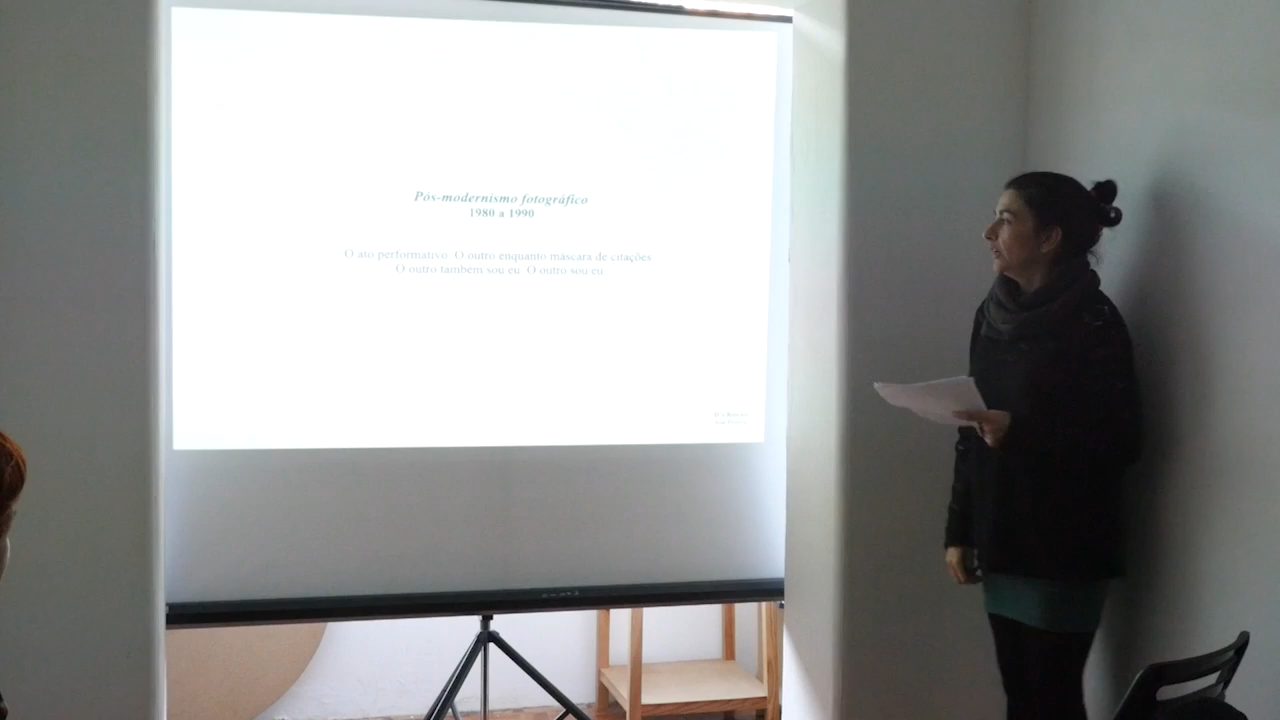 Pós-modernismo fotográfico
1980 a 1990
O ato performativo: O outro enquanto máscara de citações
O outro também sou eu. O outro sou eu